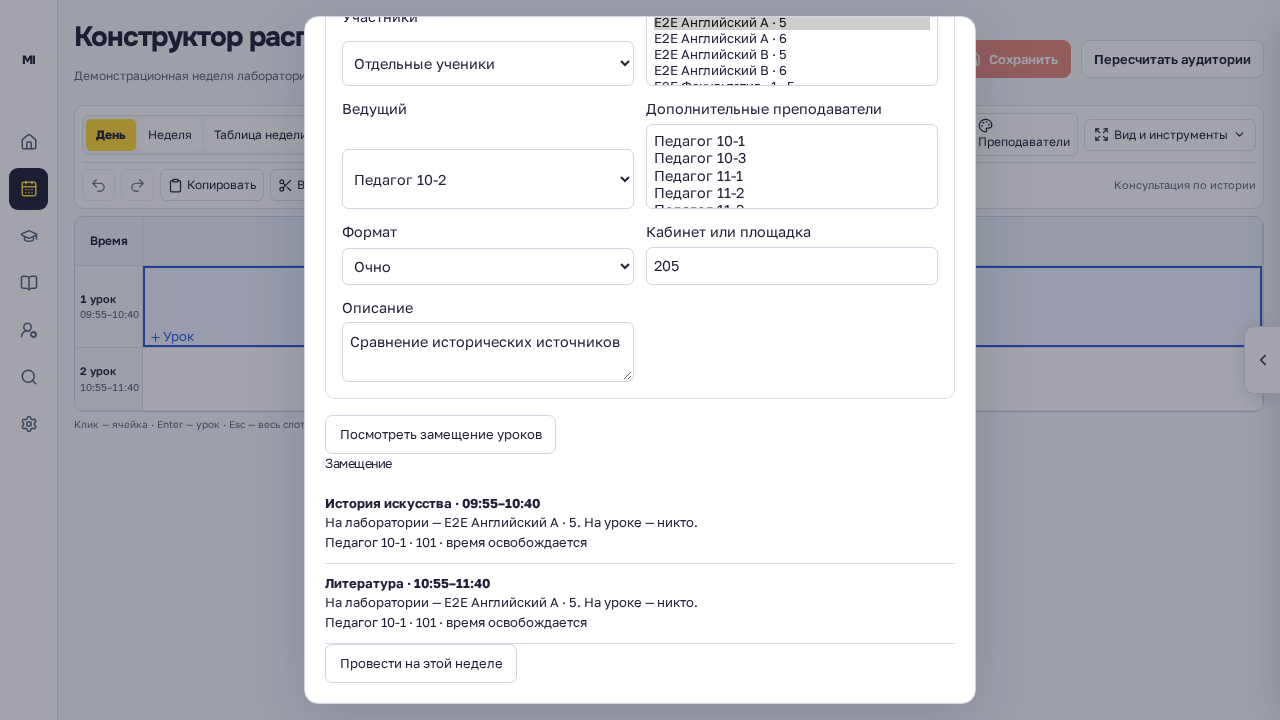 MI
Конструктор расп
Демонстрационная неделя лаборатори
Сохранить
Пересчитать аудитории
День
Неделя
Таблица недели
Преподаватели
Вид и инструменты
Копировать
В
Консультация по истории
Время
1 урок
09:55–10:40
+ Урок
2 урок
10:55–11:40
Клик — ячейка · Enter — урок · Esc — весь слот
Участники
Отдельные ученики
E2E Английский A · 5
E2E Английский A · 6
E2E Английский B · 5
E2E Английский B · 6
Ведущий
Педагог 10-2
Дополнительные преподаватели
Педагог 10-1
Педагог 10-3
Педагог 11-1
Педагог 11-2
Формат
Очно
Кабинет или площадка
205
Описание
Сравнение исторических источников
Посмотреть замещение уроков
Замещение
История искусства · 09:55–10:40
На лаборатории — E2E Английский A · 5. На уроке — никто.
Педагог 10-1 · 101 · время освобождается
Литература · 10:55–11:40
На лаборатории — E2E Английский A · 5. На уроке — никто.
Педагог 10-1 · 101 · время освобождается
Провести на этой неделе